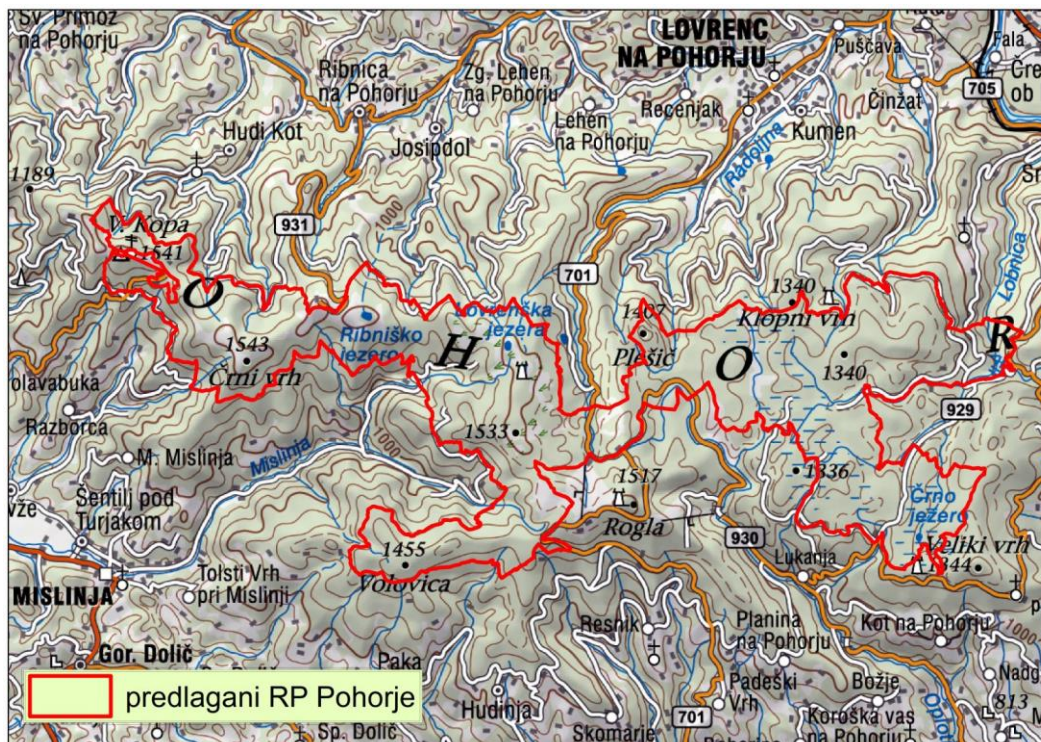 Sv. Primož
na Pohorju
Ribnica
na Pohorju
Zg. Lehen
na Pohorju
LOVRENC
NA POHORJU
Puščava
Fala
705
Činžat
Recenjak
Kumen
Hudi Kot
Josipdol
Lehen
na Pohorju
Radoljna
1189
V. Kopa
1541
931
1000
701
Lobnica
O
Ribniško
jezero
Lovrenška
jezera
H
1407
Plešič
1340
Klopni vrh
O
R
1340
1543
Črni vrh
929
Razborca
M. Mislinja
Mislinja
1000
1533
1336
Šentilj pod
Turjakom
1517
Rogla
Črno
jezero
Veliki vrh
1344
1455
Volovica
930
Lukanja
MISLINJA
Tolsti Vrh
pri Mislinji
Resnik
Planina
na Pohorju
Kot na Pohorju
1000
Gor. Dolič
Paka
Padeški
Vrh
Božje
813
Hudinja
701
Koroška vas
na Pohorju
Sp. Dolič
Skomarje
predlagani RP Pohorje